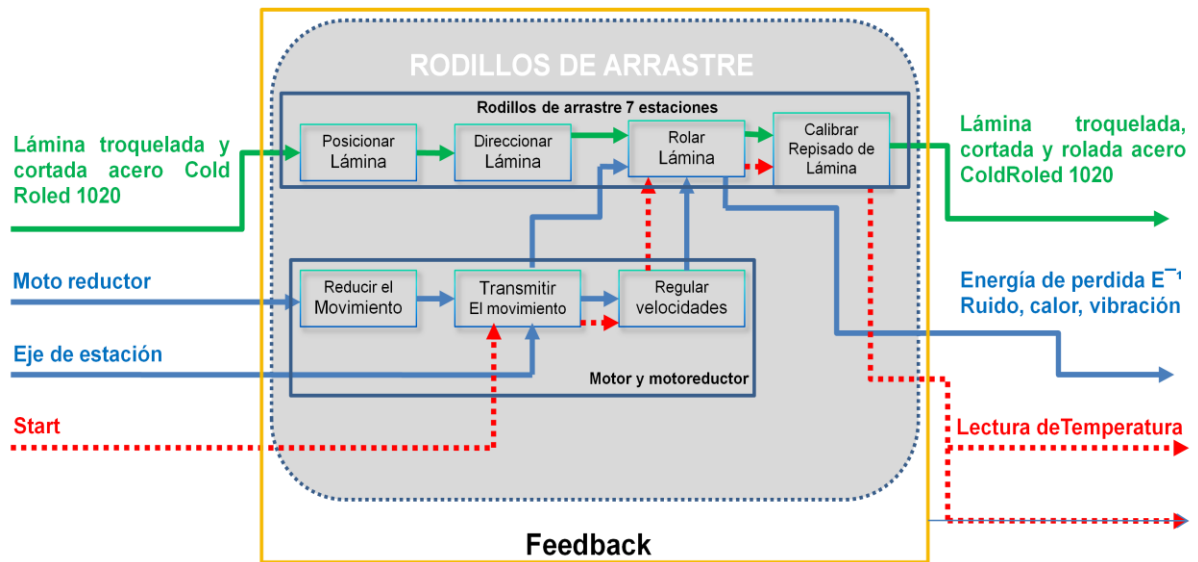 RODILLOS DE ARRASTRE
Rodillos de arrastre 7 estaciones
Lámina troquelada y
cortada acero Cold
Roled 1020
Posicionar
Lámina
Direccionar
Lámina
Rolar
Lámina
Calibrar
Repisado de
Lámina
Lámina troquelada,
cortada y rolada acero
ColdRoled 1020
Moto reductor
Reducir el
Movimiento
Transmitir
El movimiento
Regular
velocidades
Energía de perdida E¯¹
Ruido, calor, vibración
Eje de estación
Motor y motoreductor
Start
Lectura deTemperatura
Feedback